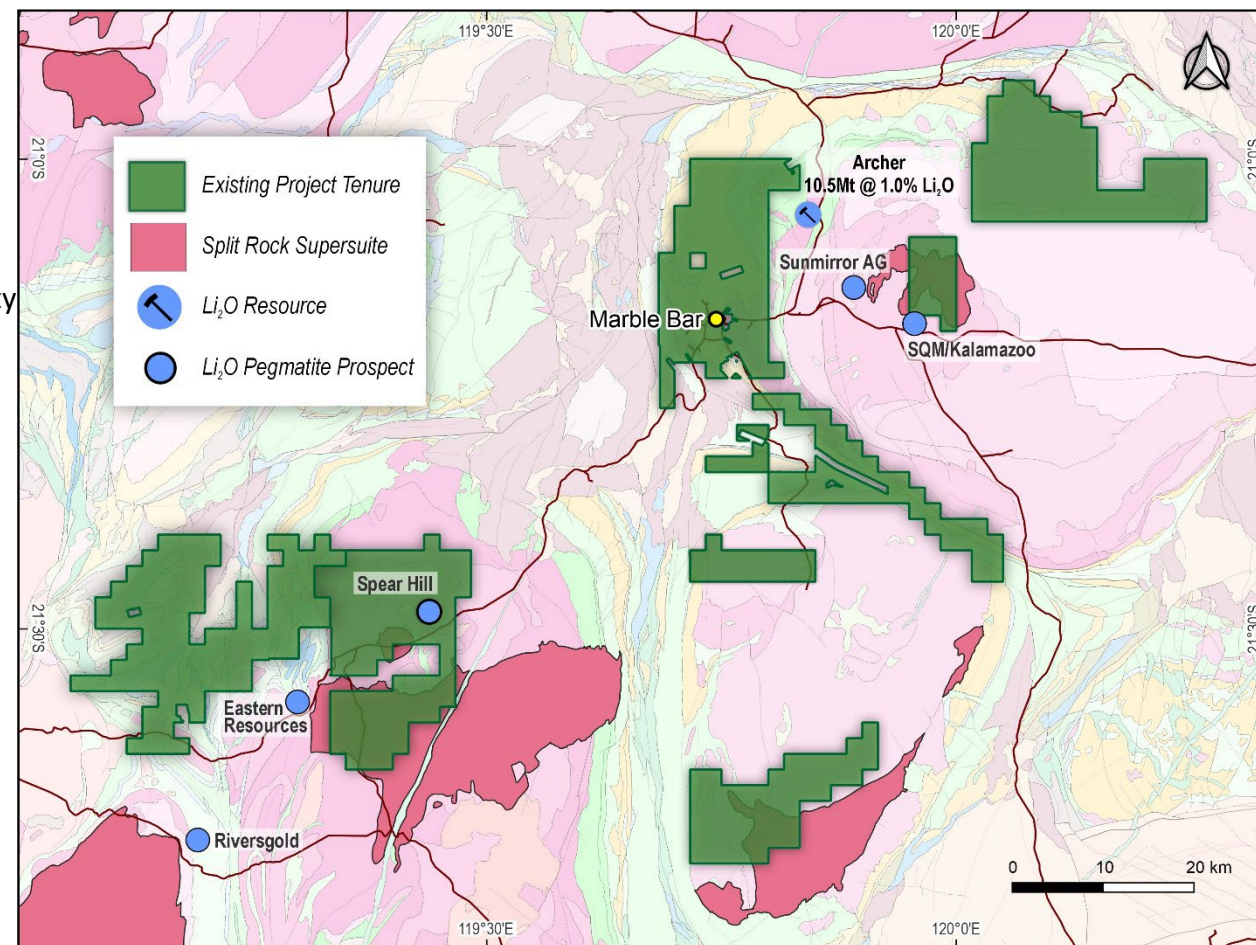 119°30'E
120°0'E
21°0'S
21°0'S
ty
Existing Project Tenure
Split Rock Supersuite
Li₂O Resource
Li₂O Pegmatite Prospect
Archer
10.5Mt @ 1.0% Li₂O
Sunmirror AG
Marble Bar
SQM/Kalamazoo
Spear Hill
21°30'S
21°30'S
Eastern
Resources
Riversgold
0 10 20 km
119°30'E
120°0'E